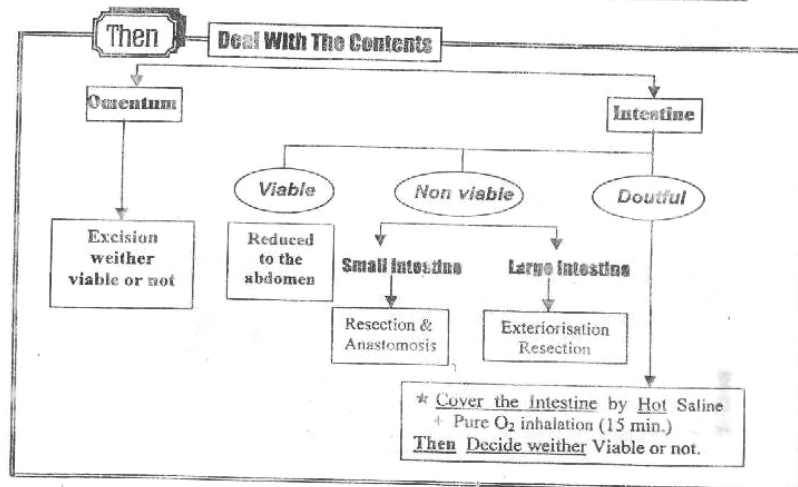 Then
Deal With The Contents
Omentum
Intestine
Viable
Non viable
Doutful
Excision
weither
viable or not
Reduced
to the
abdomen
Small Intestine
Large Intestine
Resection &
Anastomosis
Exteriorisation
Resection
* Cover the Intestine by Hot Saline
+ Pure O₂ inhalation (15 min.)
Then Decide weither Viable or not.